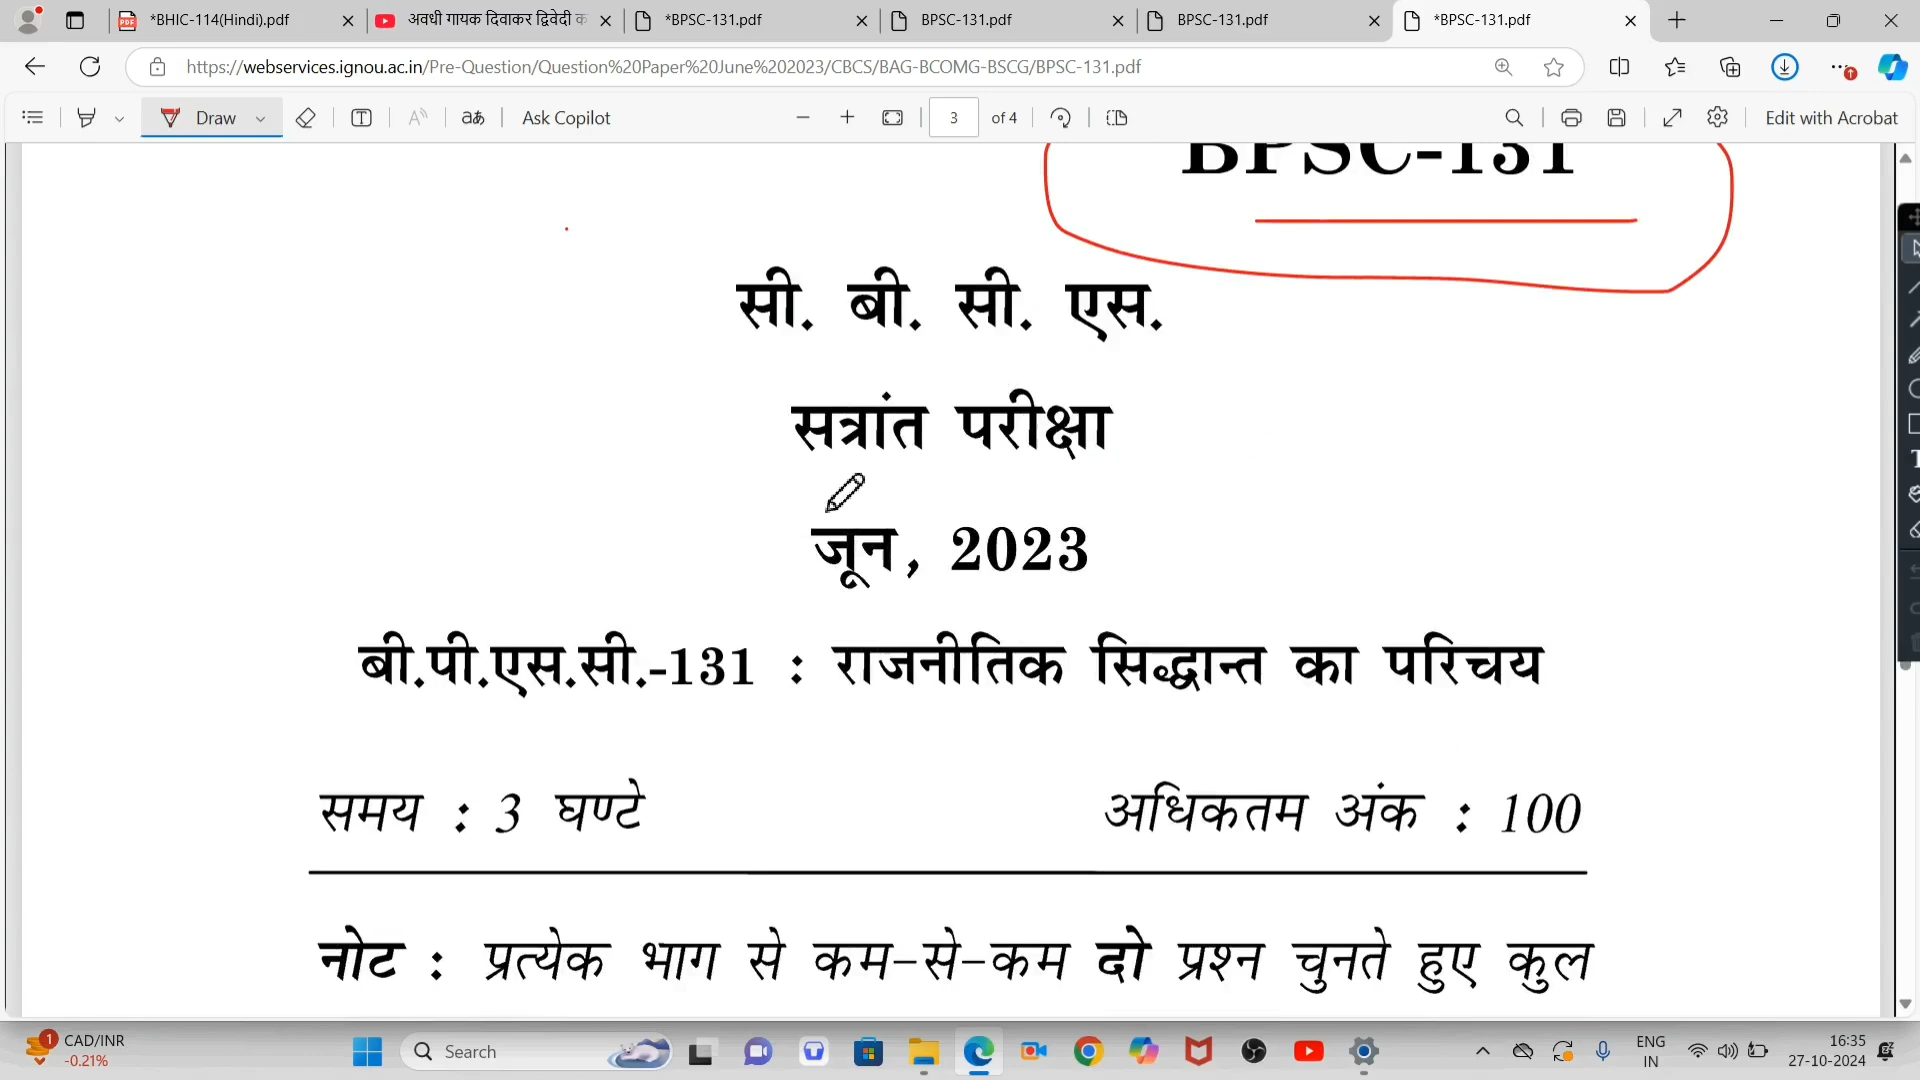 *BHIC-114(Hindi).pdf
अवधी गायक दिवाकर द्विवेदी क
*BPSC-131.pdf
BPSC-131.pdf
BPSC-131.pdf
*BPSC-131.pdf
https://webservices.ignou.ac.in/Pre-Question/Question%20Paper%20June%202023/CBCS/BAG-BCOMG-BSCG/BPSC-131.pdf
Draw
Ask Copilot
3 of 4
Edit with Acrobat
BPSC-131
सी. बी. सी. एस.
सत्रांत परीक्षा
जून, 2023
बी.पी.एस.सी.-131 : राजनीतिक सिद्धान्त का परिचय
समय : 3 घण्टे अधिकतम अंक : 100
नोट : प्रत्येक भाग से कम-से-कम दो प्रश्न चुनते हुए कुल
1
CAD/INR
-0.21%
Search
ENG
IN
16:35
27-10-2024